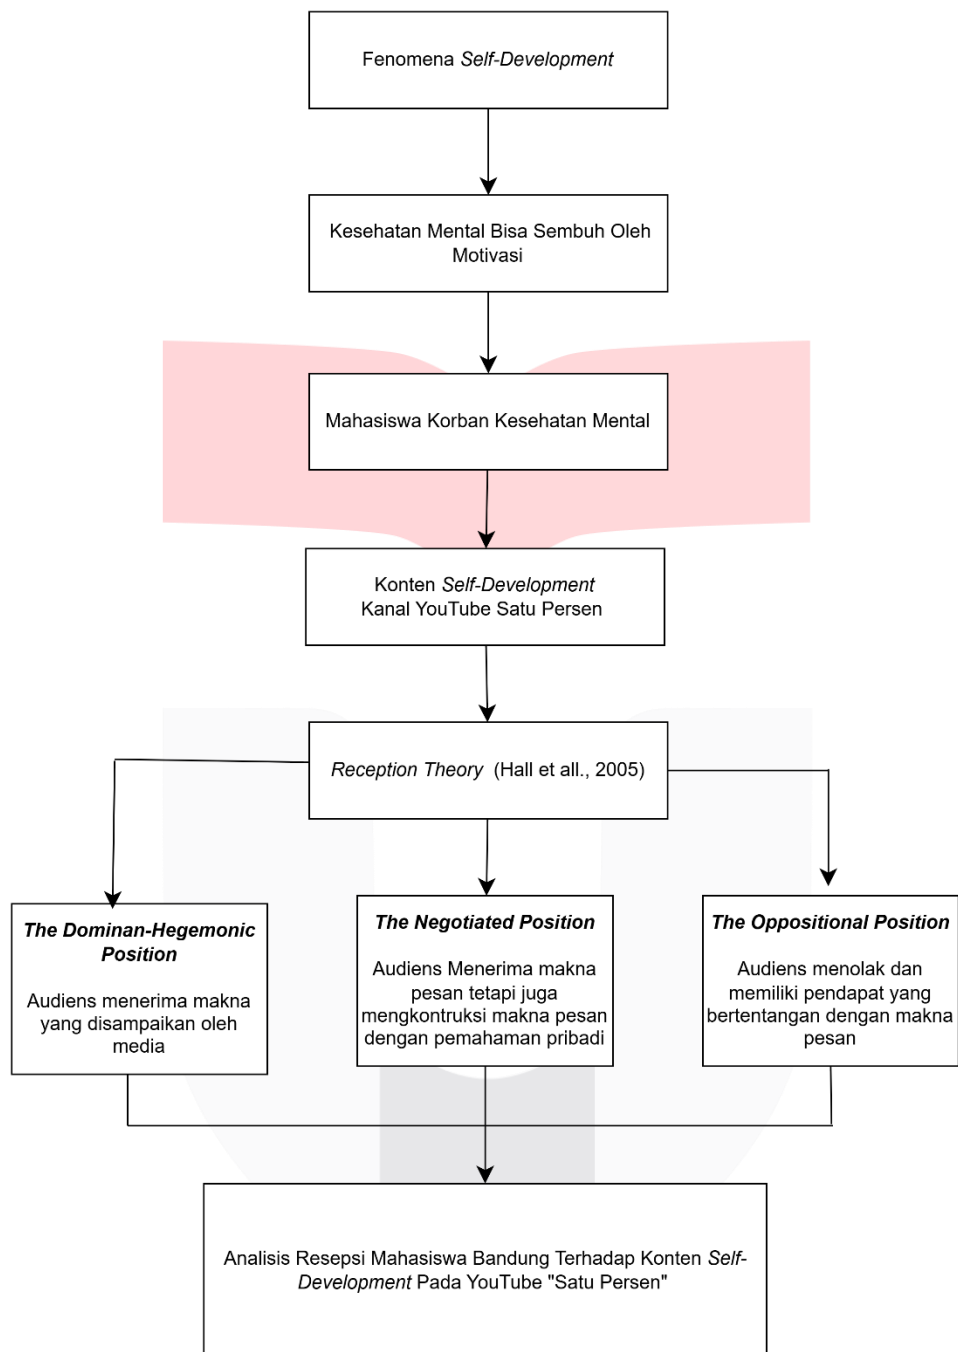 Fenomena Self-Development
Kesehatan Mental Bisa Sembuh Oleh
Motivasi
Mahasiswa Korban Kesehatan Mental
Konten Self-Development
Kanal YouTube Satu Persen
Reception Theory (Hall et all., 2005)
The Dominan-Hegemonic
Position
Audiens menerima makna
yang disampaikan oleh
media
The Negotiated Position
Audiens Menerima makna
pesan tetapi juga
mengkontruksi makna pesan
dengan pemahaman pribadi
The Oppositional Position
Audiens menolak dan
memiliki pendapat yang
bertentangan dengan makna
pesan
Analisis Resepsi Mahasiswa Bandung Terhadap Konten Self-
Development Pada YouTube "Satu Persen"